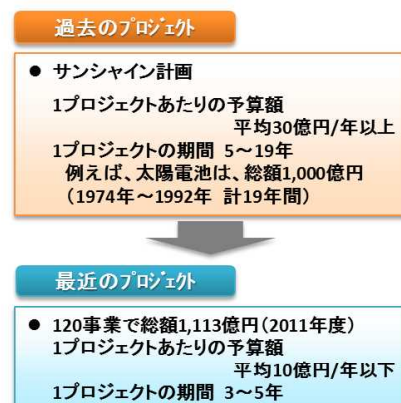 過去のプロジェクト
● サンシャイン計画
1プロジェクトあたりの予算額
平均30億円/年以上
1プロジェクトの期間 5～19年
例えば、太陽電池は、総額1,000億円
（1974年～1992年 計19年間）
最近のプロジェクト
● 120事業で総額1,113億円（2011年度）
1プロジェクトあたりの予算額
平均10億円/年以下
1プロジェクトの期間 3～5年